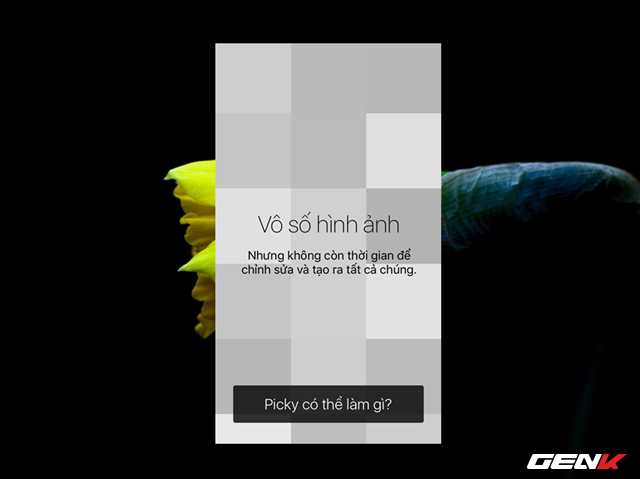 Vô số hình ảnh
Nhưng không còn thời gian để
chỉnh sửa và tạo ra tất cả chúng.
Picky có thể làm gì?
GENK